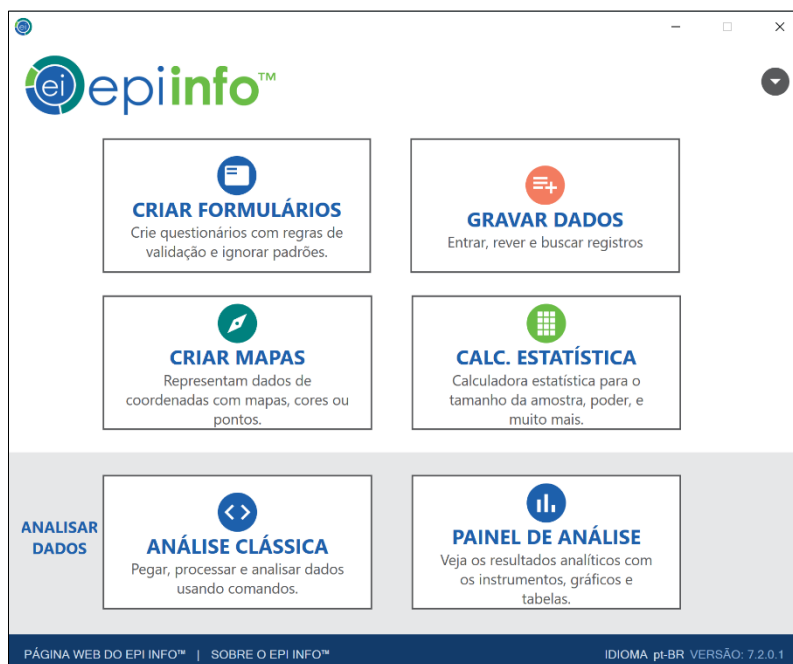 ei epiinfo™
CRIAR FORMULÁRIOS
Crie questionários com regras de
validação e ignorar padrões.
GRAVAR DADOS
Entrar, rever e buscar registros
CRIAR MAPAS
Representam dados de
coordenadas com mapas, cores ou
pontos.
CALC. ESTATÍSTICA
Calculadora estatística para o
tamanho da amostra, poder, e
muito mais.
ANALISAR
DADOS
ANÁLISE CLÁSSICA
Pegar, processar e analisar dados
usando comandos.
PAINEL DE ANÁLISE
Veja os resultados analíticos com
os instrumentos, gráficos e
tabelas.
PÁGINA WEB DO EPI INFO™ | SOBRE O EPI INFO™ IDIOMA pt-BR VERSÃO: 7.2.0.1